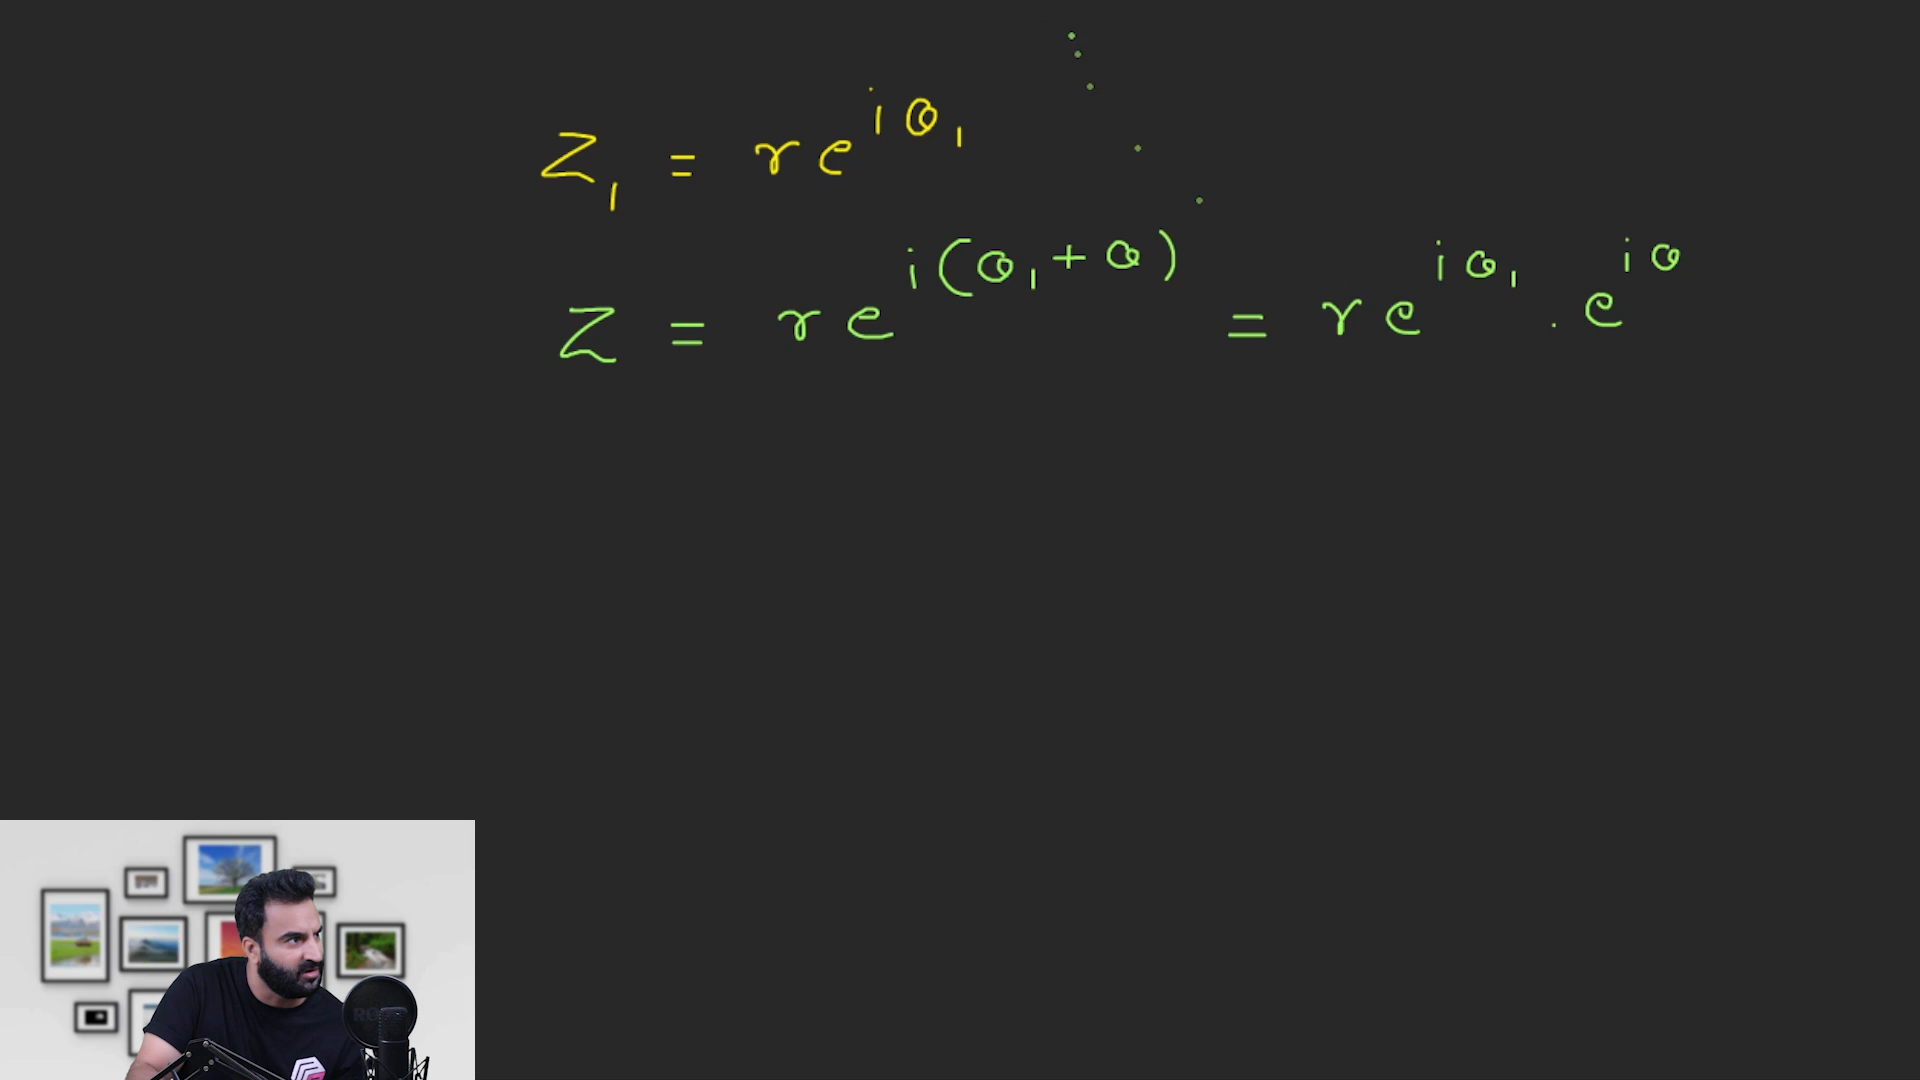 Z₁ = re^{iθ₁}
Z = re^{i(θ₁+θ)} = re^{iθ₁} . e^{iθ}